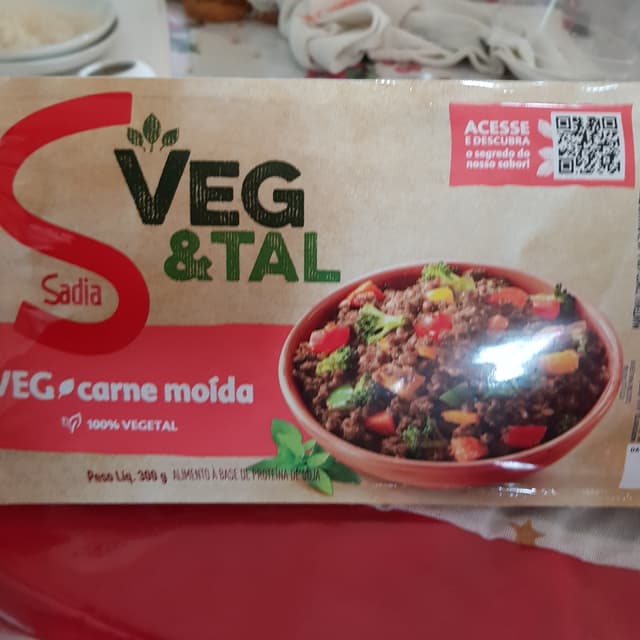 Sadia
VEG
&TAL
ACESSE
E DESCUBRA
o segredo do
nosso sabor!
VEG carne moída
100% VEGETAL
Peso Líq. 300 g ALIMENTO À BASE DE PROTEÍNA DE SOJA